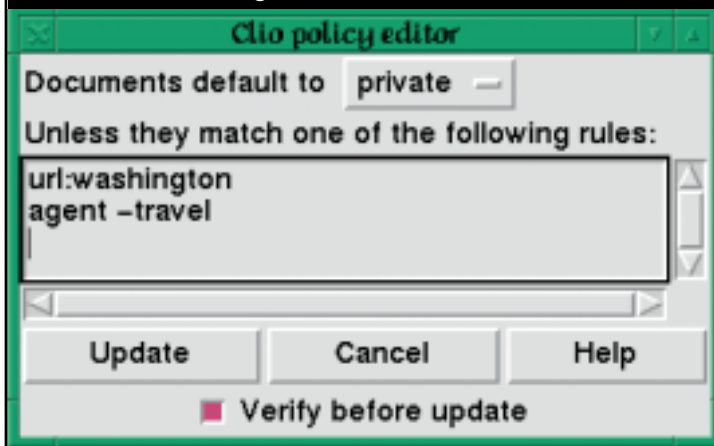 Clio policy editor
Documents default to private
Unless they match one of the following rules:
url:washington
agent –travel
Update Cancel Help
Verify before update